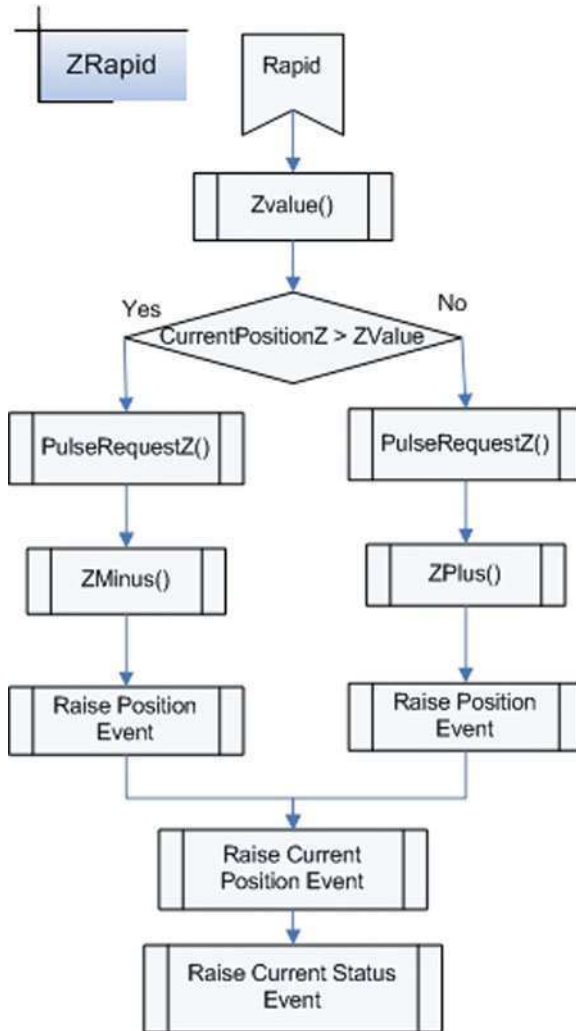 ZRapid
Rapid
Zvalue()
Yes
No
CurrentPositionZ > ZValue
PulseRequestZ()
PulseRequestZ()
ZMinus()
ZPlus()
Raise Position
Event
Raise Position
Event
Raise Current
Position Event
Raise Current Status
Event